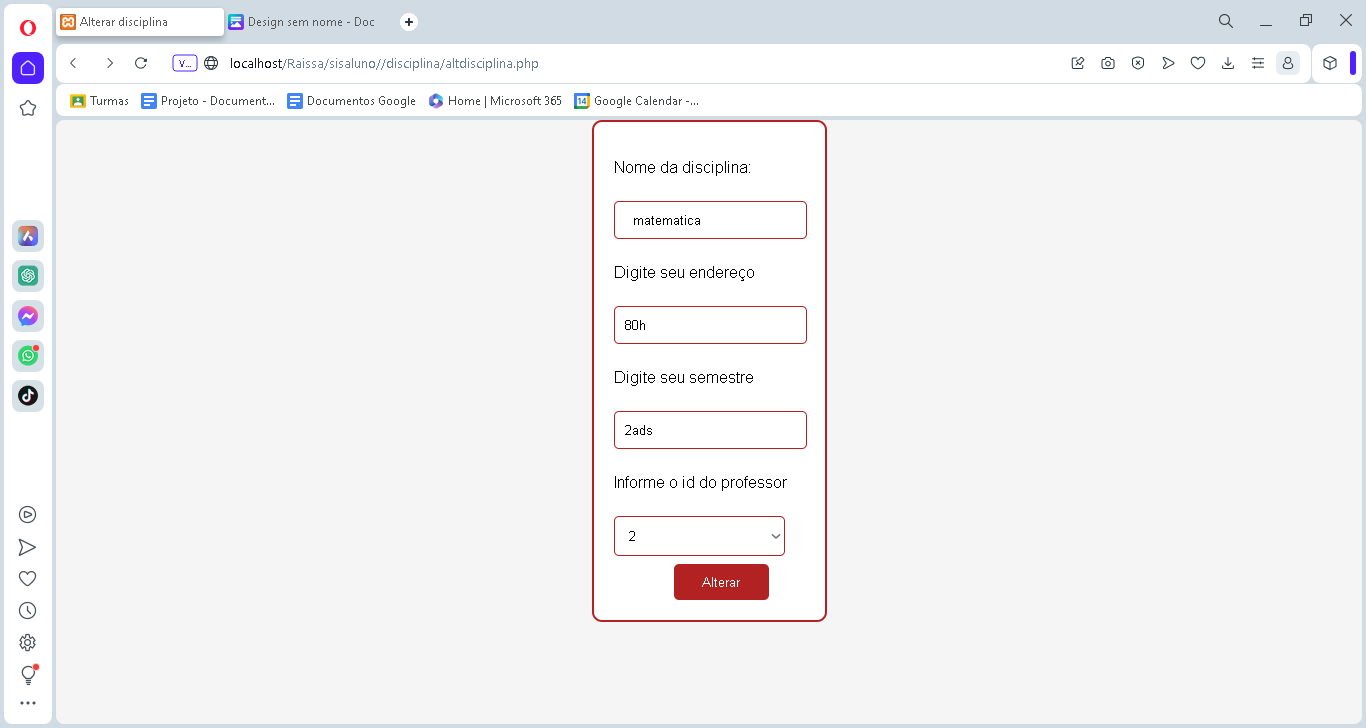 Alterar disciplina
Design sem nome - Doc
V...
localhost/Raissa/sisaluno//disciplina/altdisciplina.php
Turmas
Projeto - Document...
Documentos Google
Home | Microsoft 365
14
Google Calendar -...
Nome da disciplina:
matematica
Digite seu endereço
80h
Digite seu semestre
2ads
Informe o id do professor
2
Alterar